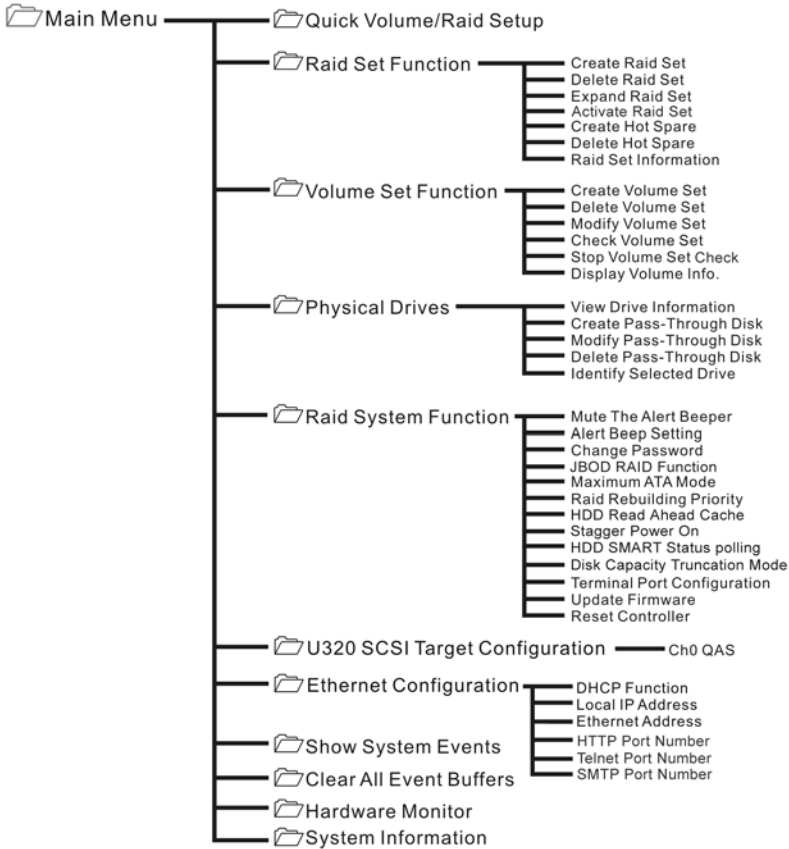 Main Menu
Quick Volume/Raid Setup
Raid Set Function
Create Raid Set
Delete Raid Set
Expand Raid Set
Activate Raid Set
Create Hot Spare
Delete Hot Spare
Raid Set Information
Volume Set Function
Create Volume Set
Delete Volume Set
Modify Volume Set
Check Volume Set
Stop Volume Set Check
Display Volume Info.
Physical Drives
View Drive Information
Create Pass-Through Disk
Modify Pass-Through Disk
Delete Pass-Through Disk
Identify Selected Drive
Raid System Function
Mute The Alert Beeper
Alert Beep Setting
Change Password
JBOD RAID Function
Maximum ATA Mode
Raid Rebuilding Priority
HDD Read Ahead Cache
Stagger Power On
HDD SMART Status polling
Disk Capacity Truncation Mode
Terminal Port Configuration
Update Firmware
Reset Controller
U320 SCSI Target Configuration
Ch0 QAS
Ethernet Configuration
DHCP Function
Local IP Address
Ethernet Address
HTTP Port Number
Telnet Port Number
SMTP Port Number
Show System Events
Clear All Event Buffers
Hardware Monitor
System Information